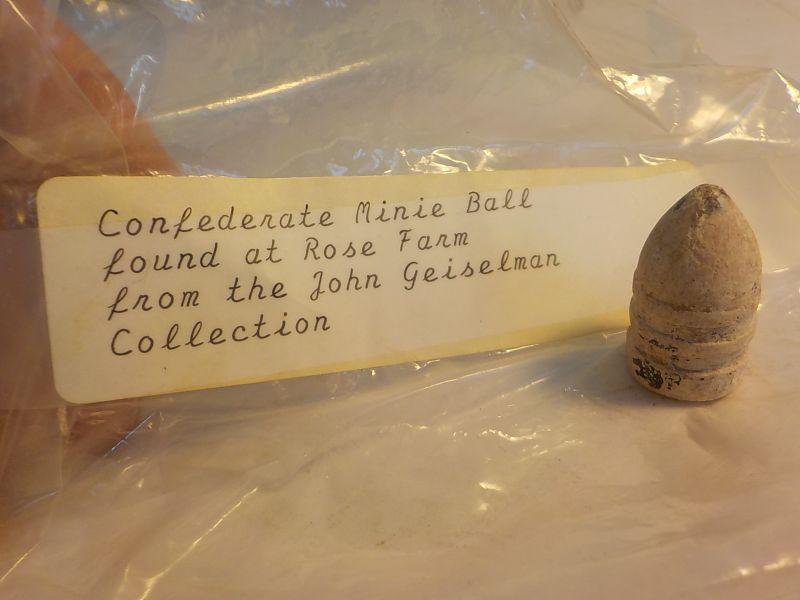 Confederate Minie Ball
found at Rose Farm
from the John Geiselman
Collection